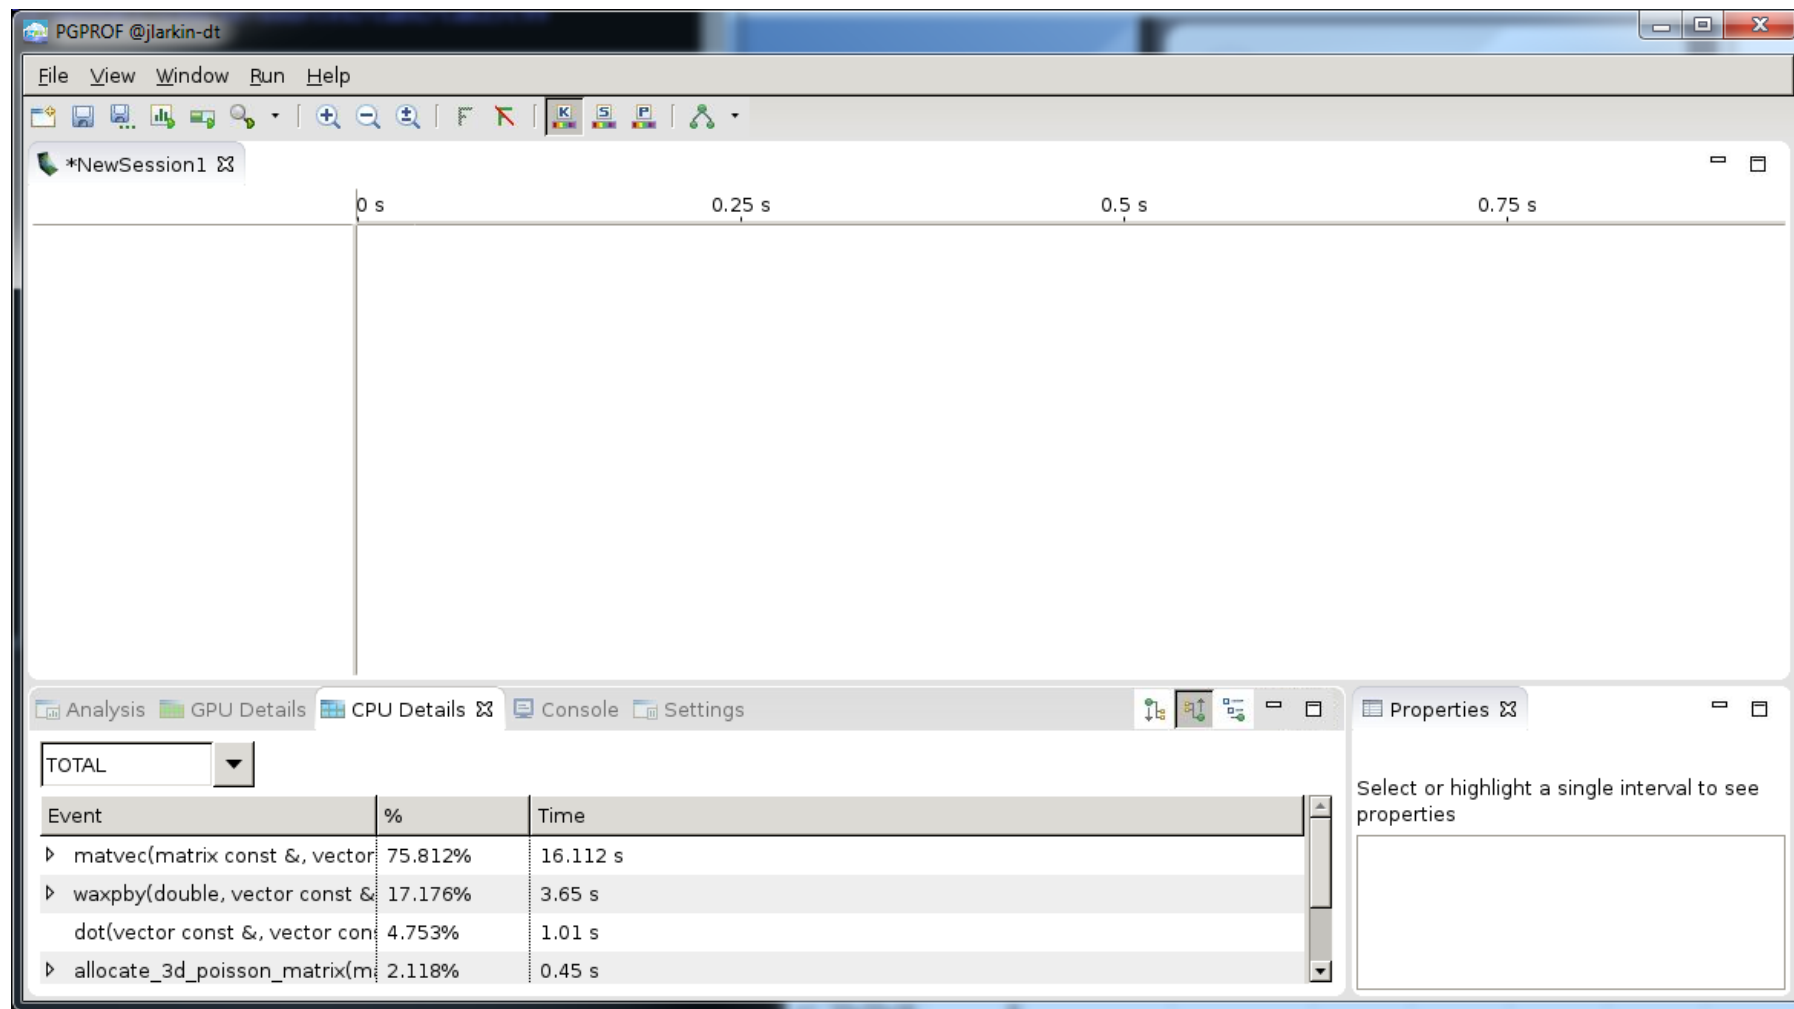 PGPROF @jlarkin-dt
File View Window Run Help
K S P
*NewSession1
0 s 0.25 s 0.5 s 0.75 s
Analysis GPU Details CPU Details Console Settings
Properties
TOTAL
Select or highlight a single interval to see
properties
Event % Time
matvec(matrix const &, vector 75.812% 16.112 s
waxpby(double, vector const & 17.176% 3.65 s
dot(vector const &, vector con 4.753% 1.01 s
allocate_3d_poisson_matrix(m 2.118% 0.45 s